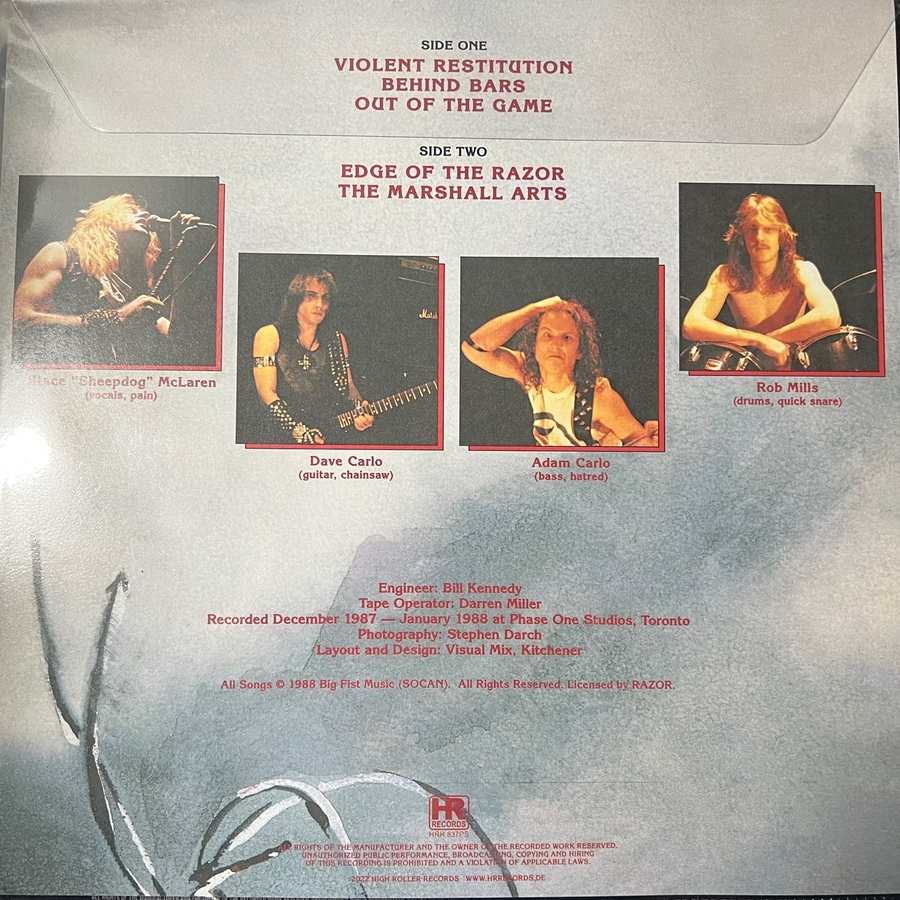 SIDE ONE
VIOLENT RESTITUTION
BEHIND BARS
OUT OF THE GAME
SIDE TWO
EDGE OF THE RAZOR
THE MARSHALL ARTS
"Sheepdog" McLaren
(vocals, pain)
Dave Carlo
(guitar, chainsaw)
Adam Carlo
(bass, hatred)
Rob Mills
(drums, quick snare)
Engineer: Bill Kennedy
Tape Operator: Darren Miller
Recorded December 1987 — January 1988 at Phase One Studios, Toronto
Photography: Stephen Darch
Layout and Design: Visual Mix, Kitchener
All Songs © 1988 Big Fist Music (SOCAN). All Rights Reserved. Licensed by RAZOR.
HR
RECORDS
HRR 837PS
RIGHTS OF THE MANUFACTURER AND THE OWNER OF THE RECORDED WORK RESERVED.
UNAUTHORIZED PUBLIC PERFORMANCE, BROADCASTING, COPYING AND HIRING
OF THIS RECORDING IS PROHIBITED AND A VIOLATION OF APPLICABLE LAWS.
2022 HIGH ROLLER RECORDS WWW.HRRECORDS.DE